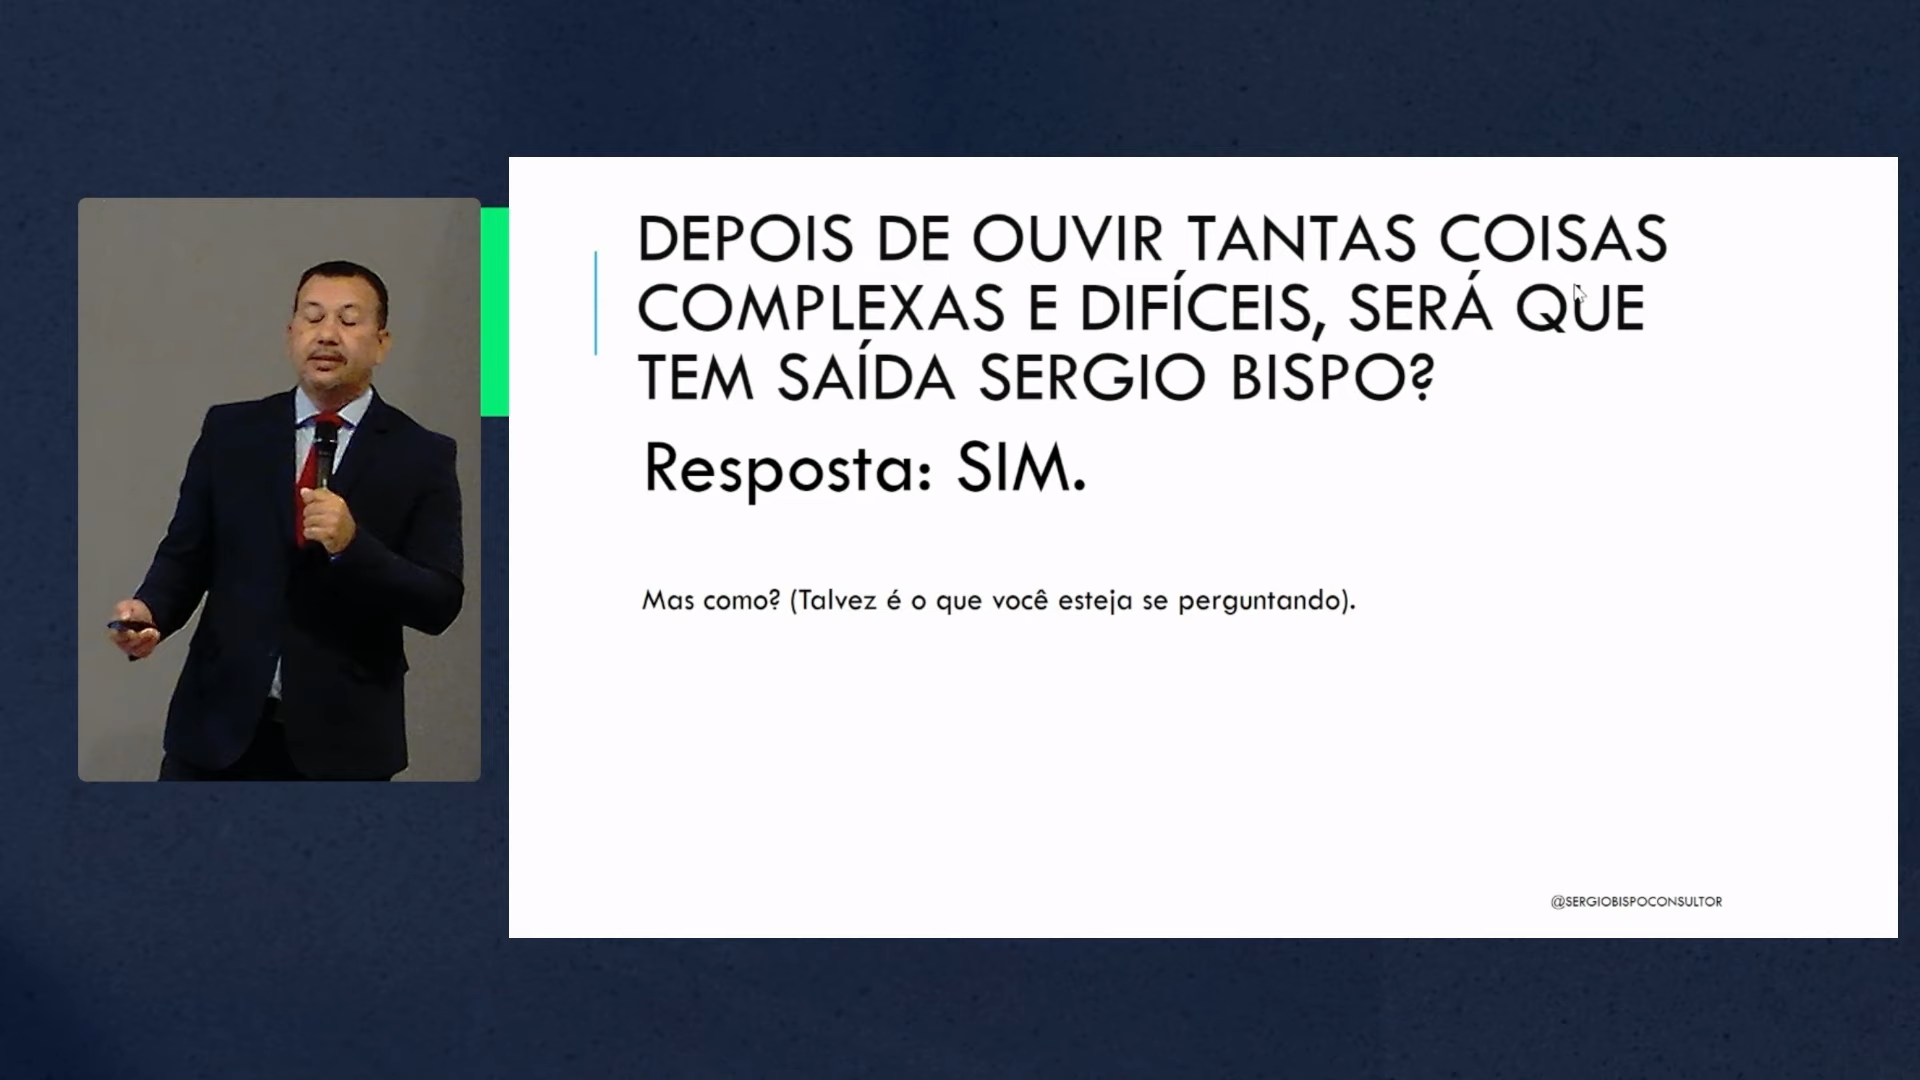 DEPOIS DE OUVIR TANTAS COISAS
COMPLEXAS E DIFÍCEIS, SERÁ QUE
TEM SAÍDA SERGIO BISPO?
Resposta: SIM.
Mas como? (Talvez é o que você esteja se perguntando).
@SERGIOBISPOCONSULTOR